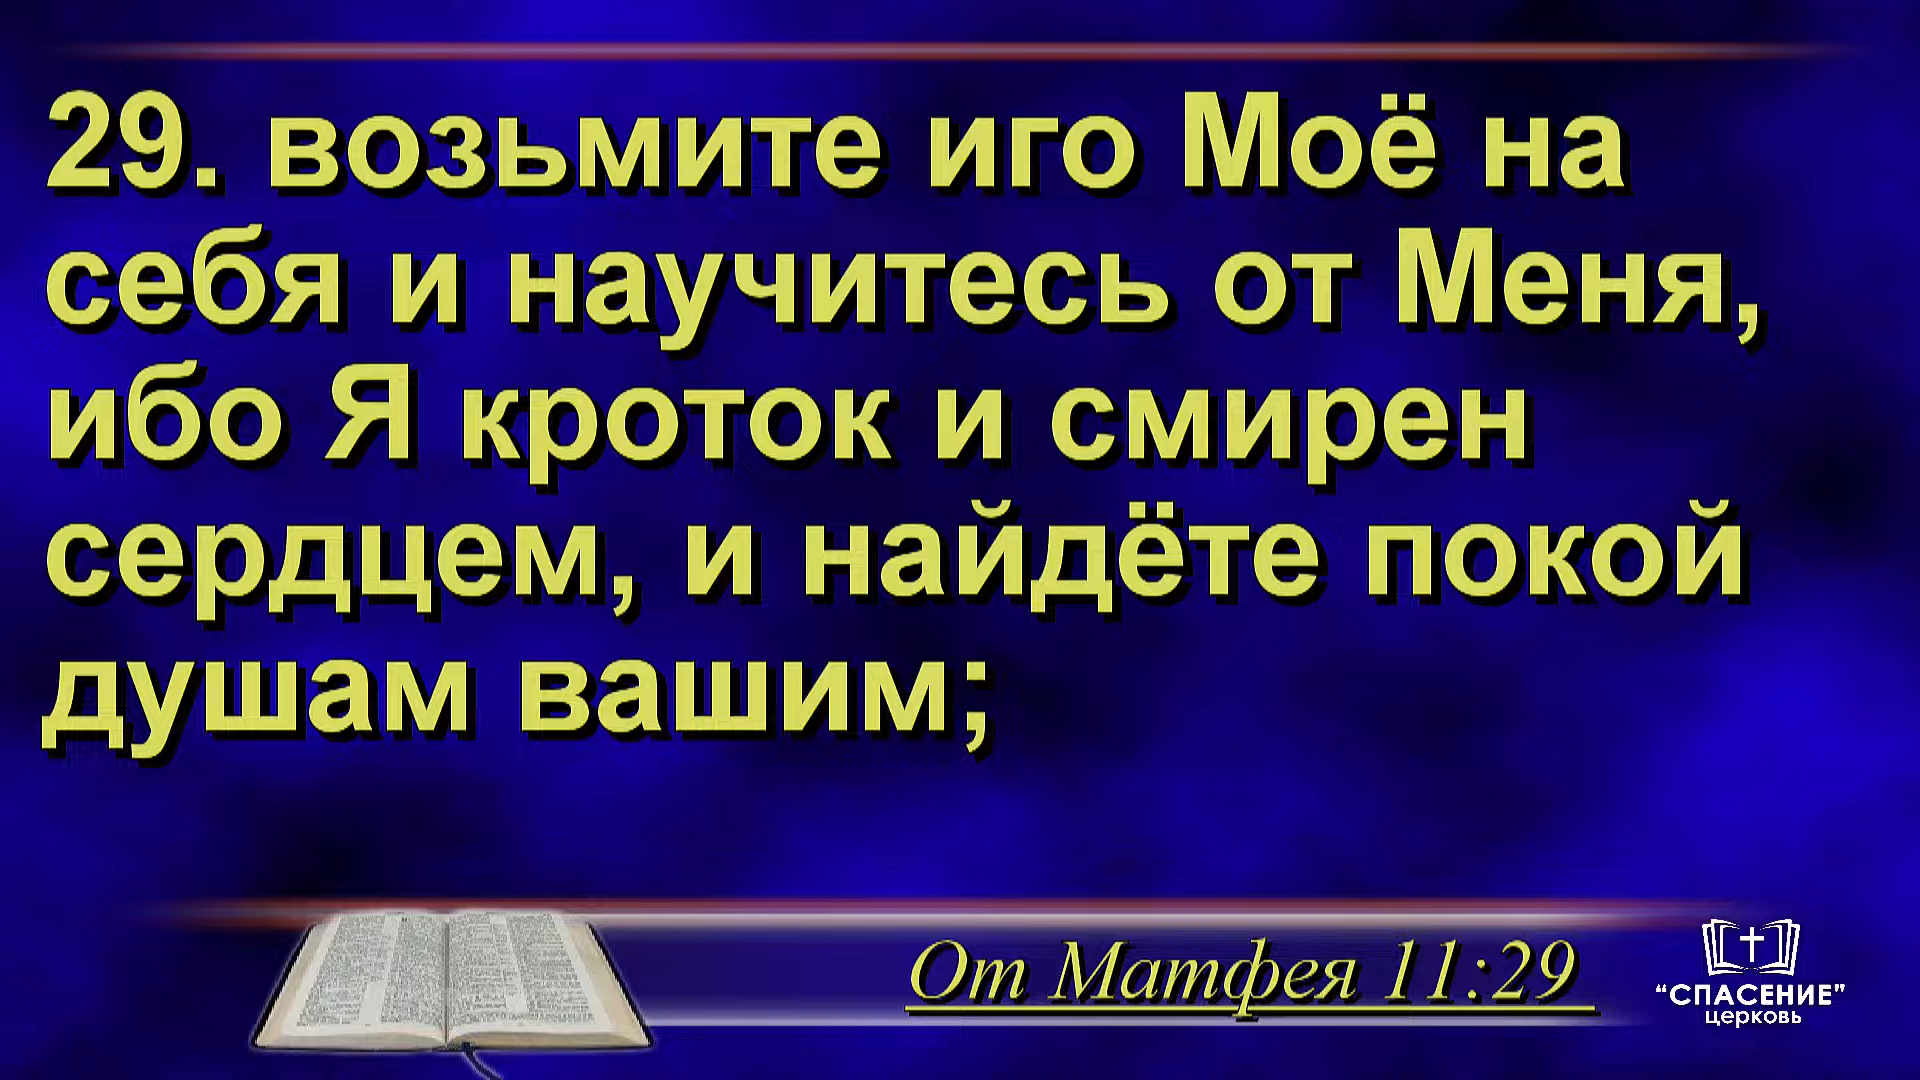 29. возьмите иго Моё на
себя и научитесь от Меня,
ибо Я кроток и смирен
сердцем, и найдёте покой
душам вашим;
От Матфея 11:29
“СПАСЕНИЕ”
церковь